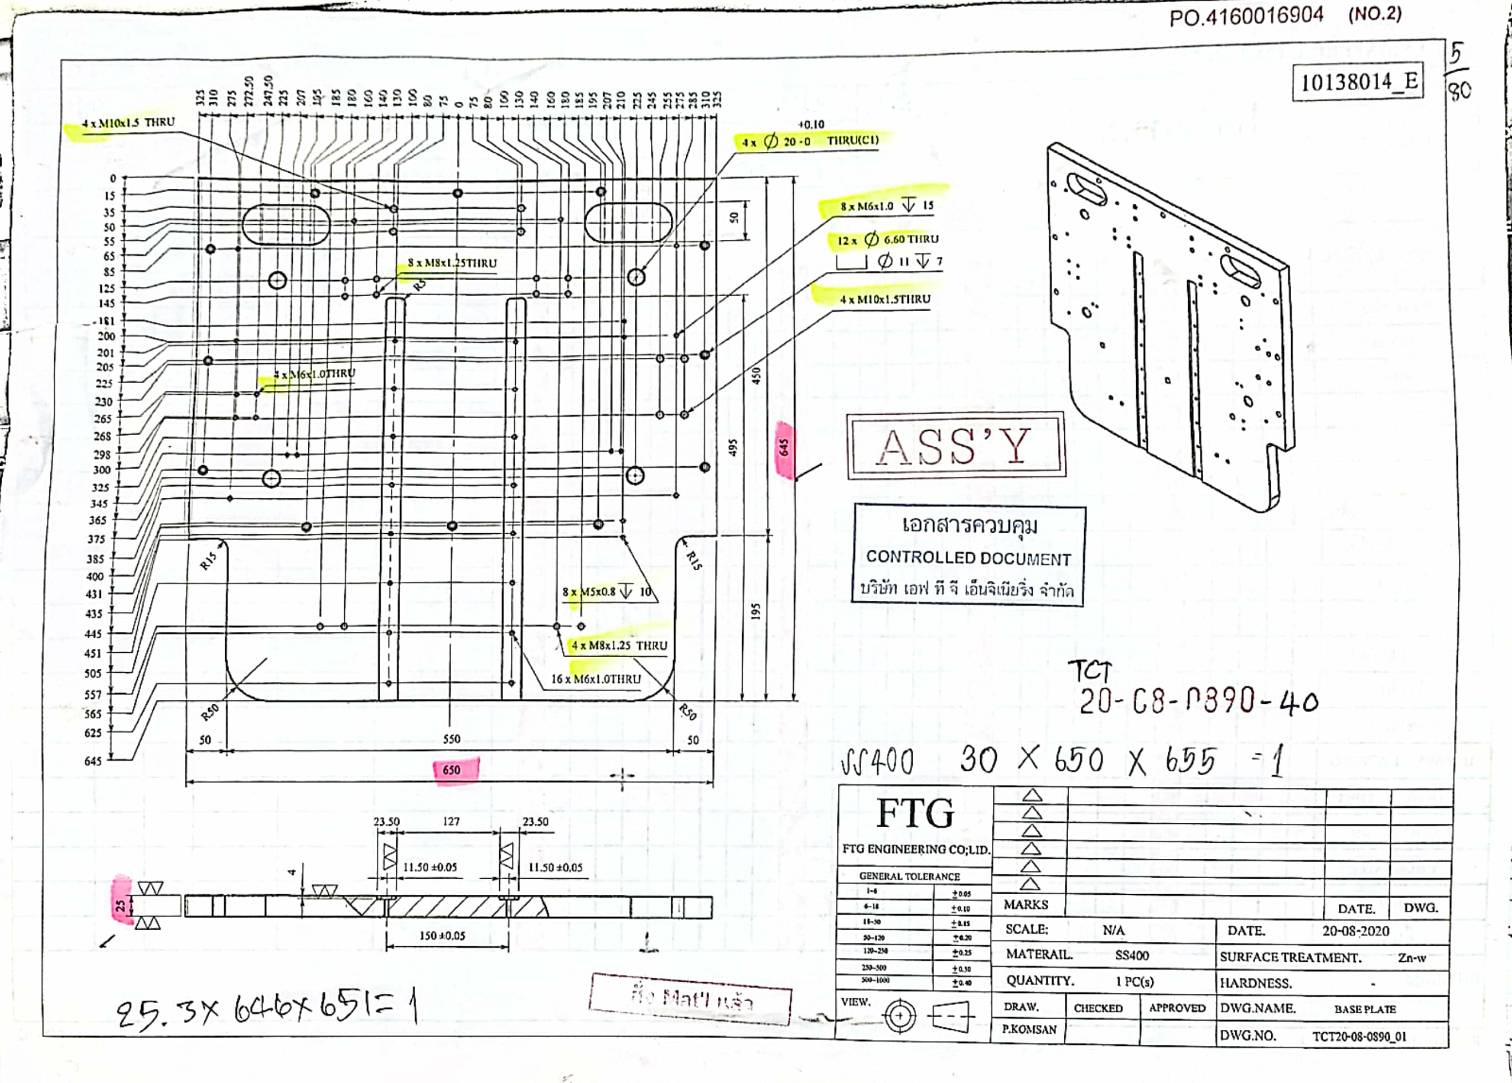 PO.4160016904 (NO.2)
5
80
10138014_E
325 310 275 272.50 247.50 225 207 195 185 180 160 140 130 100 80 75 0 75 80 100 130 140 160 180 185 195 207 210 225 245 255 275 285 310 325
4 x M10x1.5 THRU
+0.10
4 x Ø 20 -0 THRU(C1)
8 x M6x1.0 ↧ 15
12 x Ø 6.60 THRU
⌴ Ø 11 ↧ 7
4 x M10x1.5THRU
8 x M8x1.25THRU
R5
4 x M6x1.0THRU
0
15
35
50
55
65
85
125
145
181
200
201
205
225
230
265
268
298
300
325
345
365
375
385
400
431
435
445
451
505
557
565
625
645
50
450
495
645
195
R15
R15
8 x M5x0.8 ↧ 10
4 x M8x1.25 THRU
16 x M6x1.0THRU
R50
R50
50
550
50
650
ASS'Y
เอกสารควบคุม
CONTROLLED DOCUMENT
บริษัท เอฟ ที จี เอ็นจิเนียริ่ง จำกัด
TCT
20-08-0890-40
SS400 30 X 650 X 655 =1
23.50
127
23.50
11.50 ±0.05
11.50 ±0.05
4
25
150 ±0.05
25.3X 646X 651= 1
Mat'l แล้ว
FTG
FTG ENGINEERING CO;LTD.
GENERAL TOLERANCE
1-6 ±0.05
6-18 ±0.10
18-50 ±0.15
50-120 ±0.20
120-250 ±0.25
250-500 ±0.30
500-1000 ±0.40
VIEW.
MARKS
DATE.
DWG.
SCALE:
N/A
DATE.
20-08-2020
MATERAIL.
SS400
SURFACE TREATMENT.
Zn-w
QUANTITY.
1 PC(s)
HARDNESS.
-
DRAW.
CHECKED
APPROVED
DWG.NAME.
BASE PLATE
P.KOMSAN
DWG.NO.
TCT20-08-0890_01